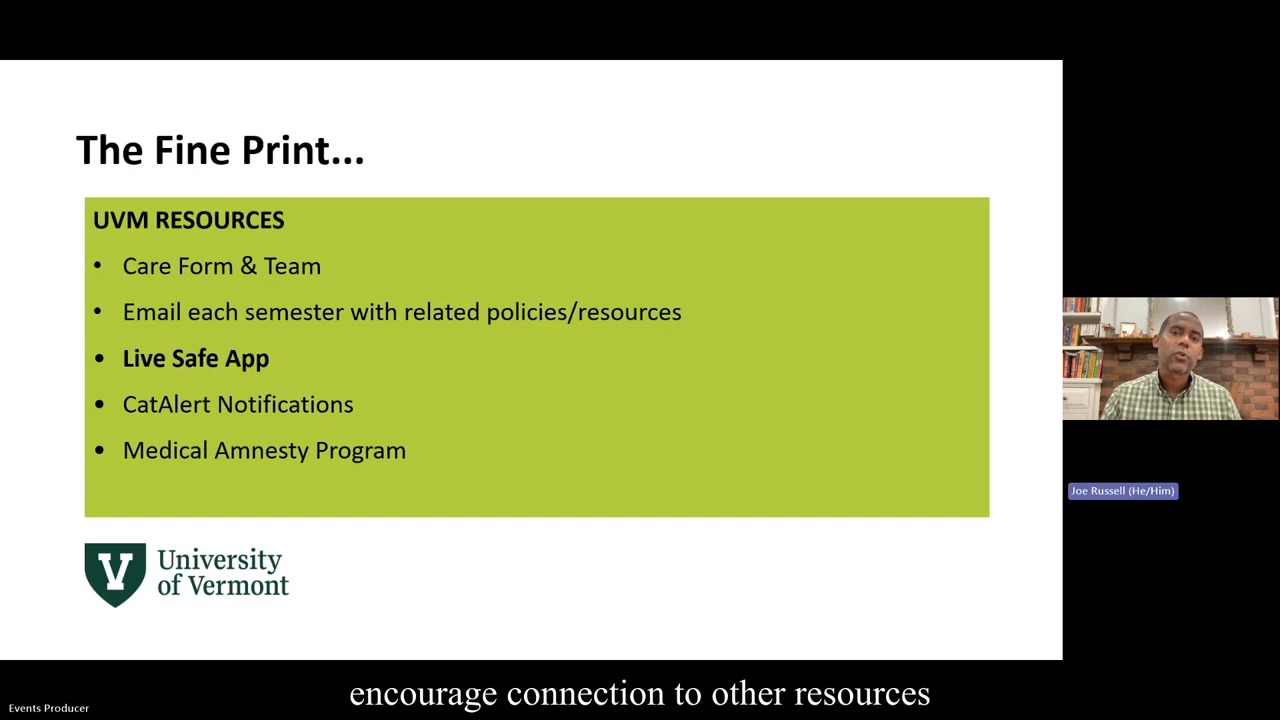 The Fine Print...
UVM RESOURCES
• Care Form & Team
• Email each semester with related policies/resources
• Live Safe App
• CatAlert Notifications
• Medical Amnesty Program
V University
of Vermont
Joe Russell (He/Him)
encourage connection to other resources
Events Producer